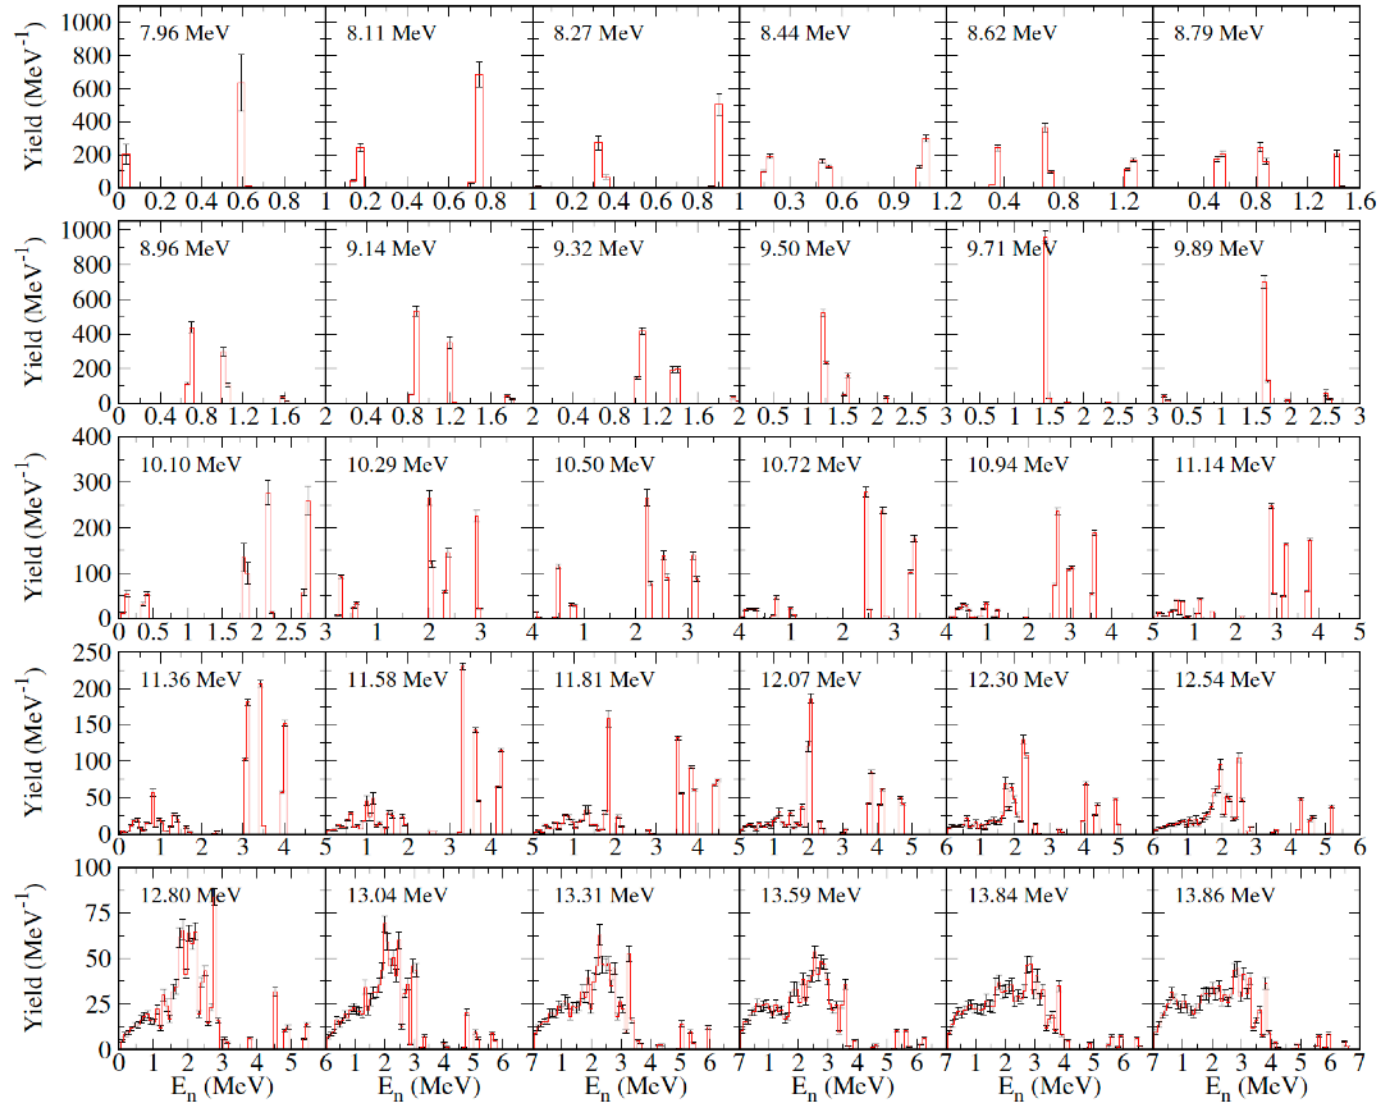 1000
800
600
400
200
0
Yield (MeV⁻¹)
7.96 MeV 8.11 MeV 8.27 MeV 8.44 MeV 8.62 MeV 8.79 MeV
0 0.2 0.4 0.6 0.8 1 0.2 0.4 0.6 0.8 1 0.2 0.4 0.6 0.8 1 0.3 0.6 0.9 1.2 0.4 0.8 1.2 0.4 0.8 1.2 1.6
1000
800
600
400
200
0
Yield (MeV⁻¹)
8.96 MeV 9.14 MeV 9.32 MeV 9.50 MeV 9.71 MeV 9.89 MeV
0 0.4 0.8 1.2 1.6 2 0.4 0.8 1.2 1.6 2 0.4 0.8 1.2 1.6 2 0.5 1 1.5 2 2.5 3 0.5 1 1.5 2 2.5 3 0.5 1 1.5 2 2.5 3
400
300
200
100
0
Yield (MeV⁻¹)
10.10 MeV 10.29 MeV 10.50 MeV 10.72 MeV 10.94 MeV 11.14 MeV
0 0.5 1 1.5 2 2.5 3 1 2 3 4 1 2 3 4 1 2 3 4 1 2 3 4 5 1 2 3 4 5
250
200
150
100
50
0
Yield (MeV⁻¹)
11.36 MeV 11.58 MeV 11.81 MeV 12.07 MeV 12.30 MeV 12.54 MeV
0 1 2 3 4 5 1 2 3 4 5 1 2 3 4 5 1 2 3 4 5 6 1 2 3 4 5 6 1 2 3 4 5 6
100
75
50
25
0
Yield (MeV⁻¹)
12.80 MeV 13.04 MeV 13.31 MeV 13.59 MeV 13.84 MeV 13.86 MeV
0 1 2 3 4 5 6 1 2 3 4 5 6 7 1 2 3 4 5 6 7 1 2 3 4 5 6 7 1 2 3 4 5 6 7 1 2 3 4 5 6 7
Eₙ (MeV) Eₙ (MeV) Eₙ (MeV) Eₙ (MeV) Eₙ (MeV) Eₙ (MeV)